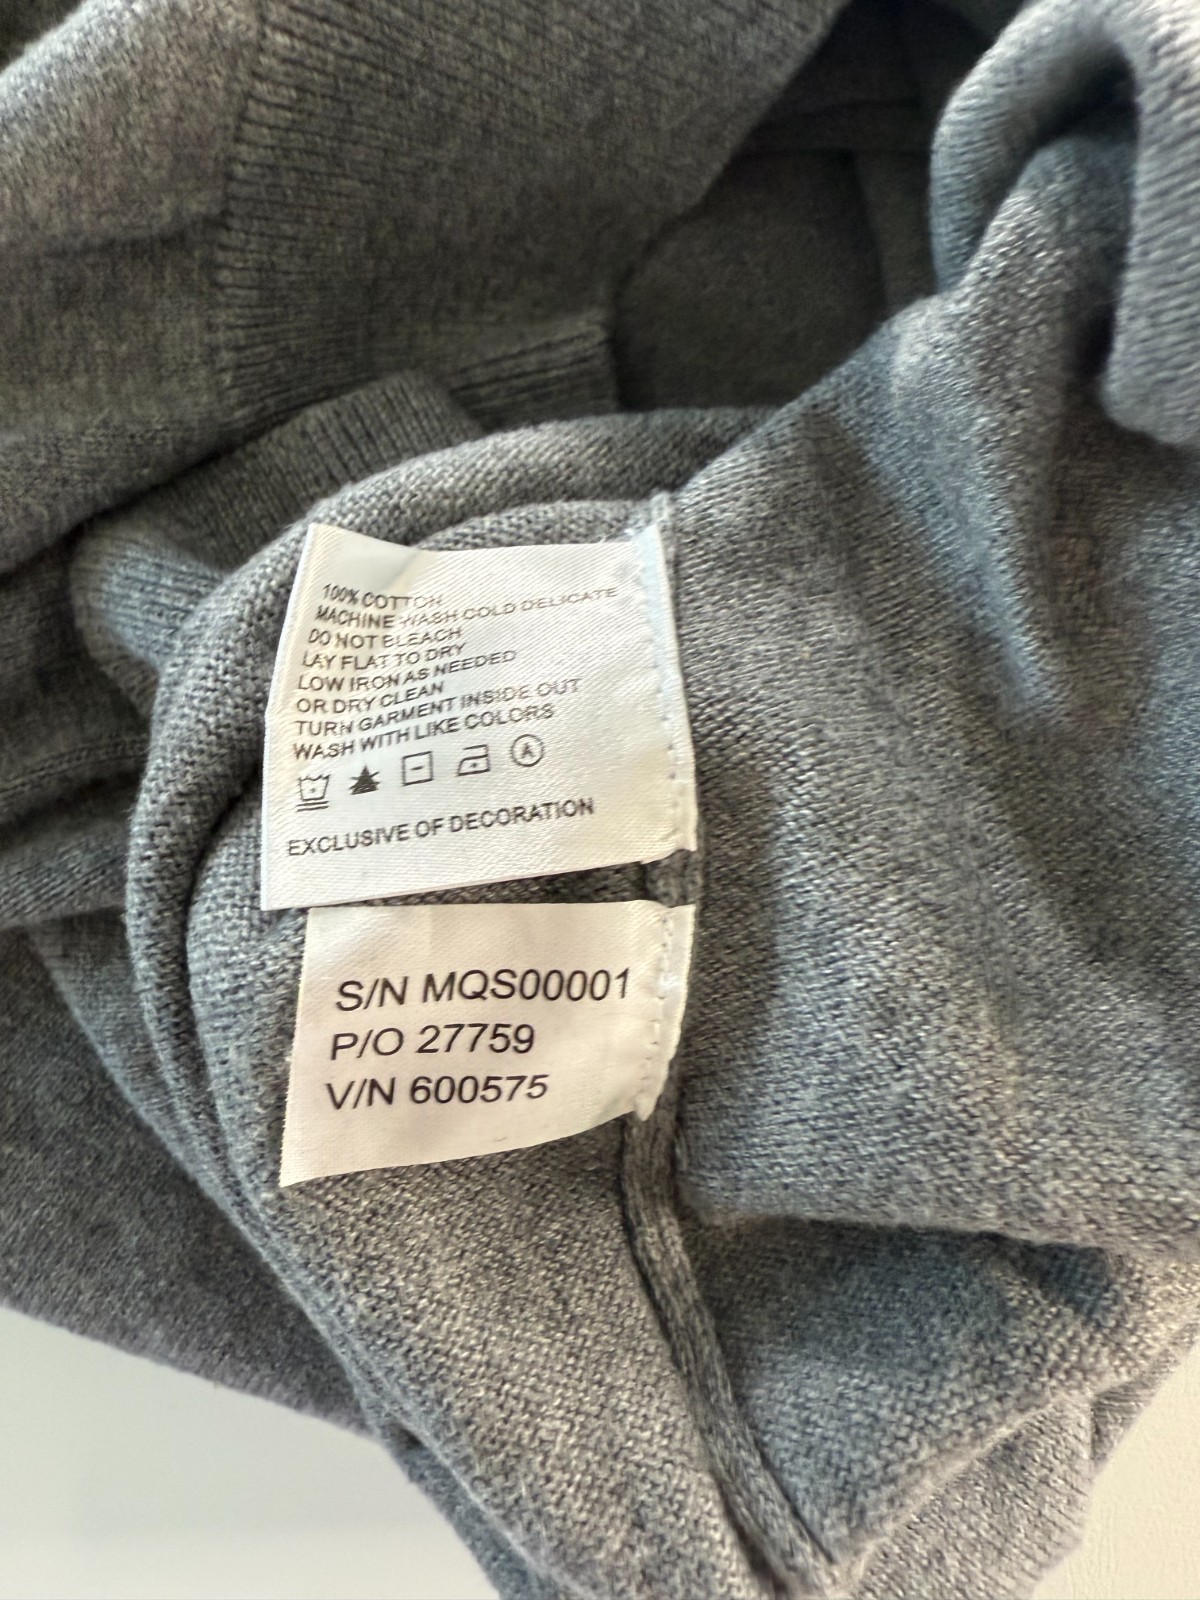 100% COTTON
MACHINE WASH COLD DELICATE
DO NOT BLEACH
LAY FLAT TO DRY
LOW IRON AS NEEDED
OR DRY CLEAN
TURN GARMENT INSIDE OUT
WASH WITH LIKE COLORS
A
EXCLUSIVE OF DECORATION
S/N MQS00001
P/O 27759
V/N 600575